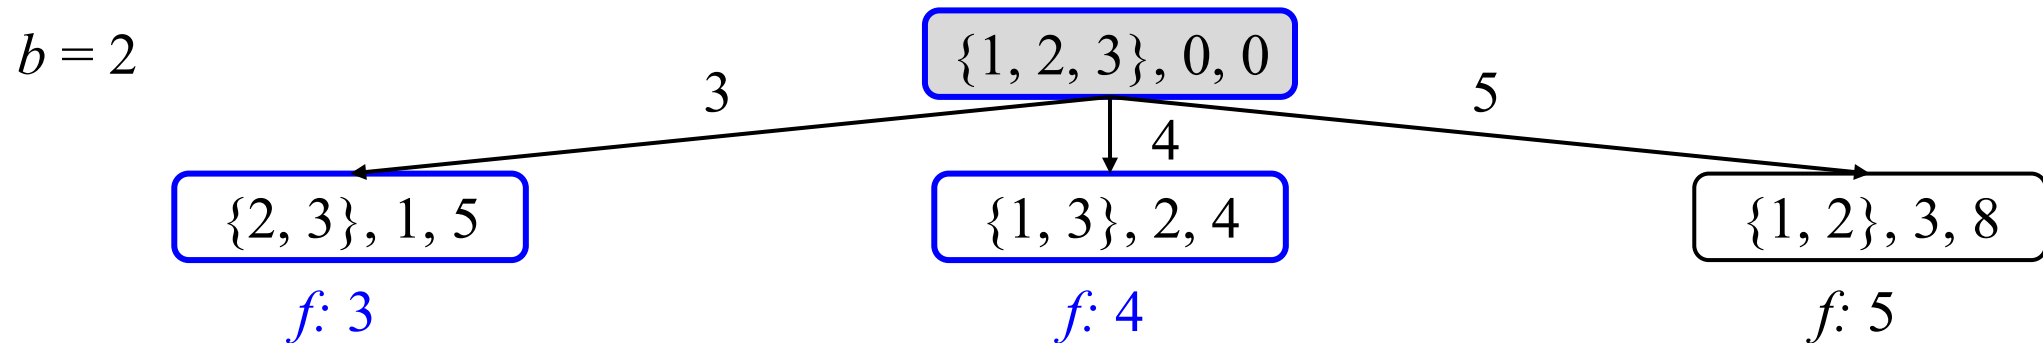 b = 2
{1, 2, 3}, 0, 0
3
4
5
{2, 3}, 1, 5
{1, 3}, 2, 4
{1, 2}, 3, 8
f: 3
f: 4
f: 5